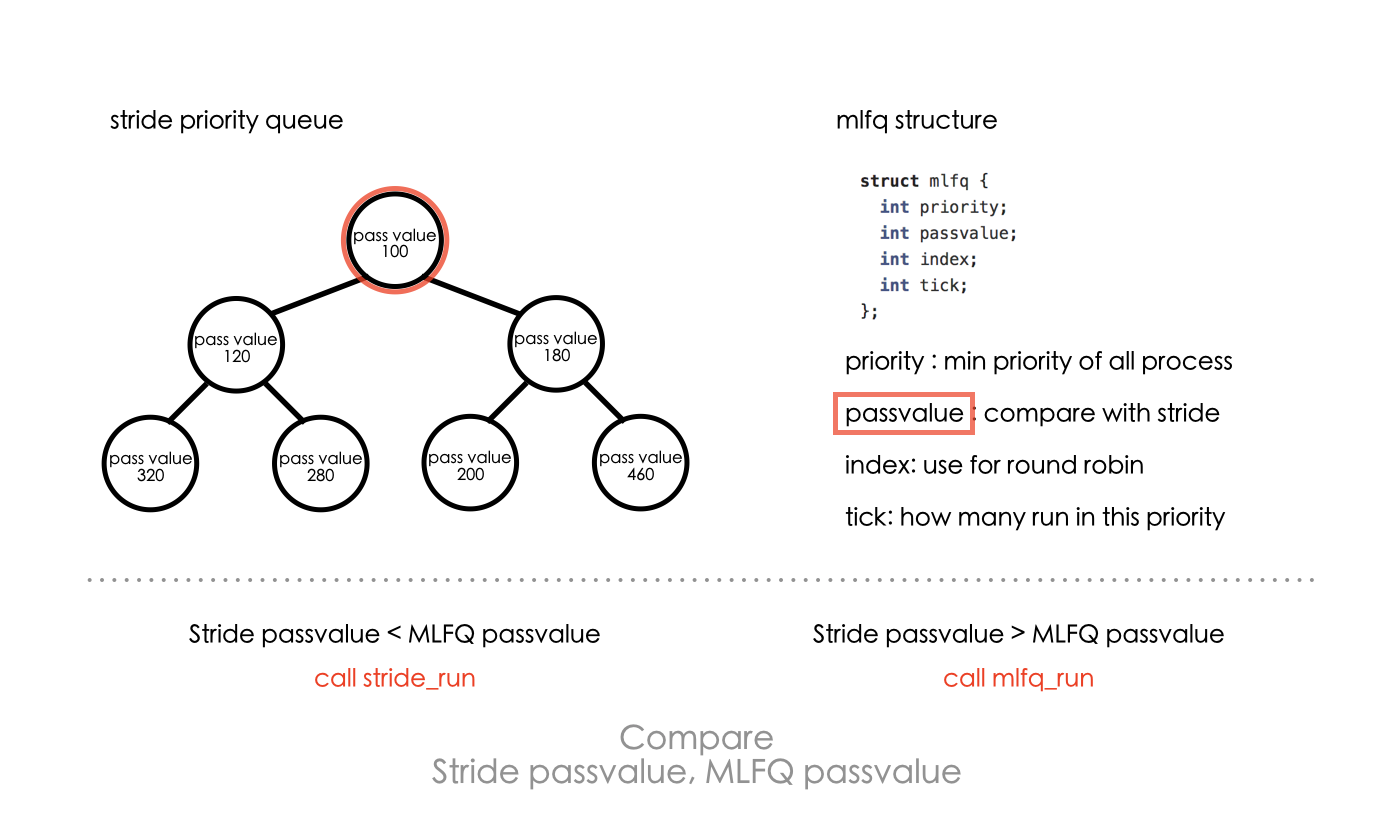 stride priority queue
mlfq structure
pass value
100
pass value
120
pass value
180
pass value
320
pass value
280
pass value
200
pass value
460
struct mlfq {
int priority;
int passvalue;
int index;
int tick;
};
priority : min priority of all process
passvalue : compare with stride
index: use for round robin
tick: how many run in this priority
Stride passvalue < MLFQ passvalue
call stride_run
Stride passvalue > MLFQ passvalue
call mlfq_run
Compare
Stride passvalue, MLFQ passvalue